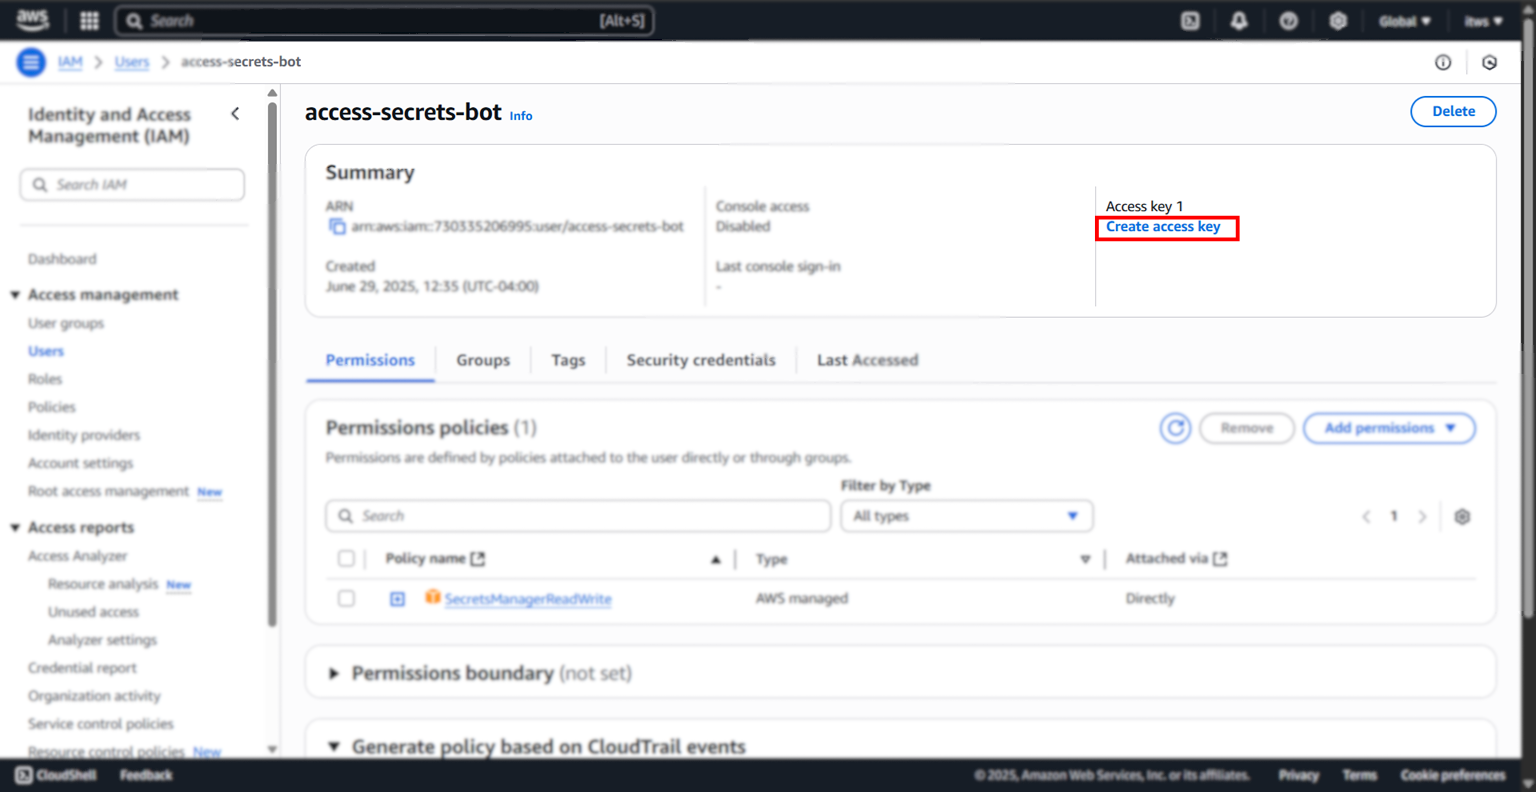 aws
Search
[Alt+S]
Global
itws
IAM
Users
access-secrets-bot
Identity and Access
Management (IAM)
Search IAM
Dashboard
Access management
User groups
Users
Roles
Policies
Identity providers
Account settings
Root access management New
Access reports
Access Analyzer
Resource analysis New
Unused access
Analyzer settings
Credential report
Organization activity
Service control policies
Resource control policies New
access-secrets-bot Info
Delete
Summary
ARN
arn:aws:iam::730335206995:user/access-secrets-bot
Created
June 29, 2025, 12:35 (UTC-04:00)
Console access
Disabled
Last console sign-in
-
Access key 1
Create access key
Permissions
Groups
Tags
Security credentials
Last Accessed
Permissions policies (1)
Permissions are defined by policies attached to the user directly or through groups.
Remove
Add permissions
Filter by Type
Search
All types
1
Policy name
Type
Attached via
SecretsManagerReadWrite
AWS managed
Directly
Permissions boundary (not set)
Generate policy based on CloudTrail events
CloudShell
Feedback
© 2025, Amazon Web Services, Inc. or its affiliates.
Privacy
Terms
Cookie preferences